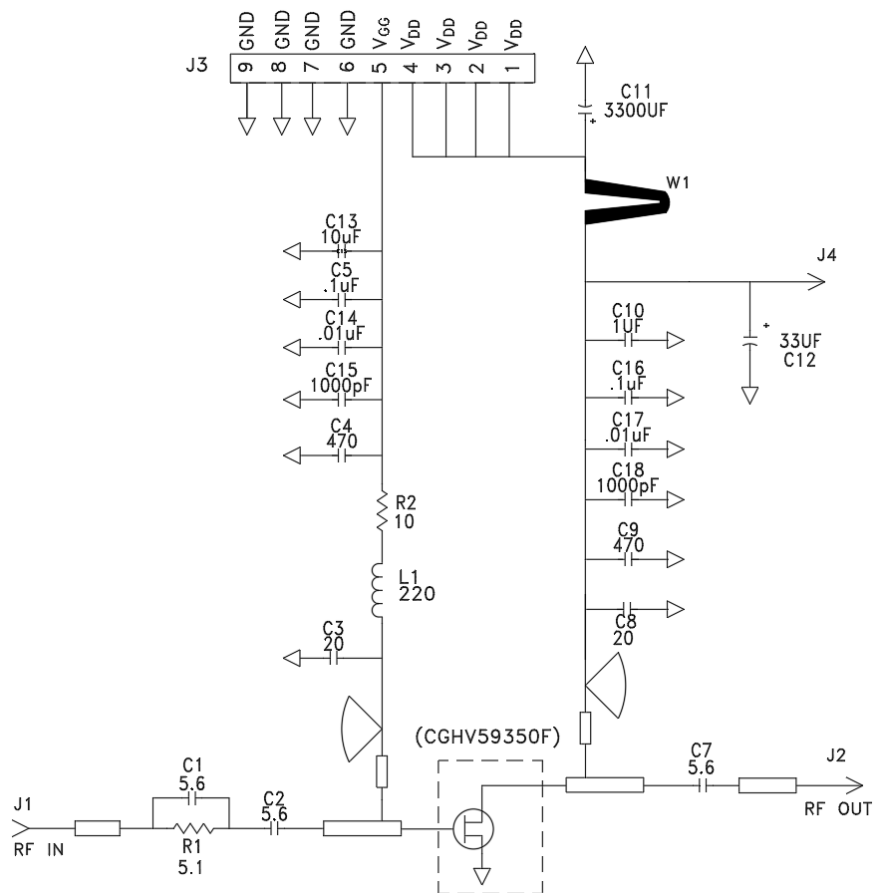 GND
GND
GND
GND
VGG
VDD
VDD
VDD
VDD
J3
9
8
7
6
5
4
3
2
1
C11
3300UF
+
W1
C13
10uF
C5
.1uF
C14
.01uF
C15
1000pF
C4
470
R2
10
L1
220
C3
20
J4
C10
1UF
+
33UF
C12
C16
.1uF
C17
.01uF
C18
1000pF
C9
470
C8
20
(CGHV59350F)
C7
5.6
J2
RF OUT
J1
RF IN
C1
5.6
R1
5.1
C2
5.6